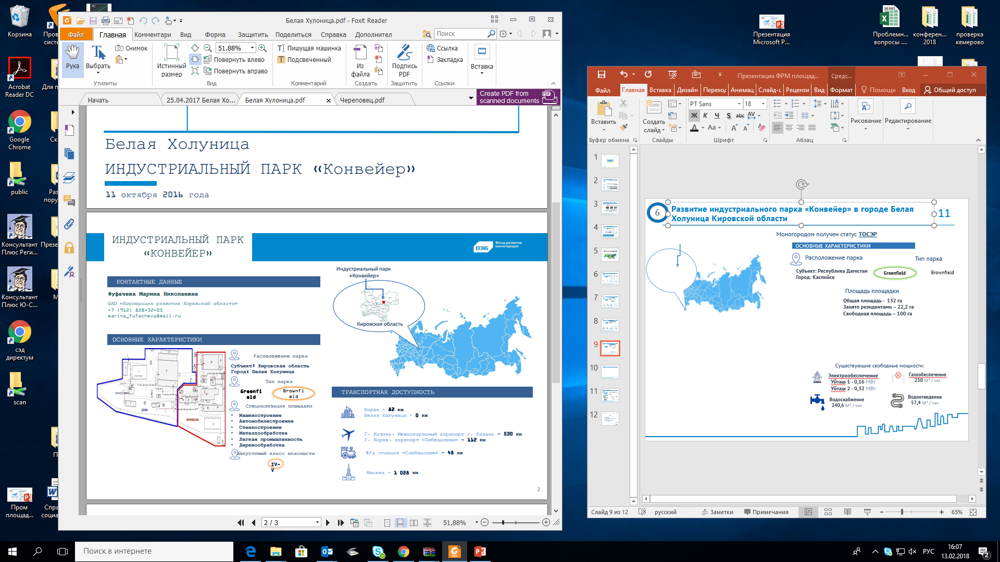 Корзина
Acrobat
Reader DC
Google
Chrome
public
Консультант
Плюс Реги...
Консультант
Плюс Ю-С...
сэд
директум
scan
Пром
площад...
Белая Хулоница.pdf - Foxit Reader
Файл
Главная
Комментари
Вид
Форма
Защитить
Поделиться
Справка
Дополнител
Поиск
Рука
Выбрать
Снимок
Утилиты
Истинный
размер
51,88%
Повернуть влево
Повернуть вправо
Вид
Пишущая машинка
Подсвеченный
Комментарий
Из
файла
Создать
Подпись
PDF
Защитить
Ссылка
Закладка
Ссылки
Вставка
Начать
25.04.2017 Белая Хо...
Белая Хулоница.pdf
Череповец.pdf
Create PDF from
scanned documents
Белая Холуница
ИНДУСТРИАЛЬНЫЙ ПАРК «Конвейер»
11 октября 2016 года
ИНДУСТРИАЛЬНЫЙ ПАРК
«КОНВЕЙЕР»
ВЭБ
Фонд развития
моногородов
КОНТАКТНЫЕ ДАННЫЕ
Фуфачева Марина Николаевна
ОАО «Корпорация развития Кировской области»
+7 (912) 828-32-05
marina_fufacheva@mail.ru
Индустриальный парк
«Конвейер»
Кировская область
ОСНОВНЫЕ ХАРАКТЕРИСТИКИ
Расположение парка
Субъект: Кировская область
Город: Белая Холуница
Тип парка
Greenfi
eld
Brownfi
eld
Специализация площадки
• Машиностроение
• Автомобилестроение
• Станкостроение
• Металлообработка
• Легкая промышленность
• Деревообработка
Допустимый класс опасности
IV-
V
ПРОМПАРК
ТРАНСПОРТНАЯ ДОСТУПНОСТЬ
Киров - 82 км
Белая Холуница - 0 км
Г. Казань, Международный аэропорт г. Казань = 530 км
Г. Киров, аэропорт «Победилово» = 112 км
Ж/д станция «Слободское» = 48 км
Москва - 1 028 км
2
2 / 3
51,88%
Презентация
Microsoft P...
Проблемн...
вопросы ....
конферен...
2018
проверка
кемерово
Презентация ФРМ площад...
Средс...
Файл
Главная
Вставка
Дизайн
Переход
Анимац
Слайд-ц
Рецензи
Вид
Формат
Помощн
Вход
Общий доступ
Вставить
Буфер обмена
Создать
слайд
Слайды
PT Sans
18
Ж К Ч S abc AV
A Aa A A
Шрифт
Абзац
Рисование
Редактирование
1
2
3
4
5
6
7
8
9
10
11
12
6
Развитие индустриального парка «Конвейер» в городе Белая
Холуница Кировской области
11
Моногородом получен статус ТОСЭР
ОСНОВНЫЕ ХАРАКТЕРИСТИКИ
Расположение парка
Тип парка
Субъект: Республика Дагестан
Город: Каспийск
Greenfield
Brownfield
Площадь площадки
Общая площадь - 132 га
Занято резидентами – 22,2 га
Свободная площадь – 100 га
Существующие свободные мощности:
Электрообеспечение
Уйташ 1 - 0,16 МВт
Уйташ 2 - 0,32 МВт
Газообеспечение
230 М³ / час
Водоснабжение
240,6 М³ / час
Водоотведение
57,4 М³ / час
Слайд 9 из 12
русский
Заметки
Примечания
65%
Поиск в интернете
РУС
16:07
13.02.2018
2